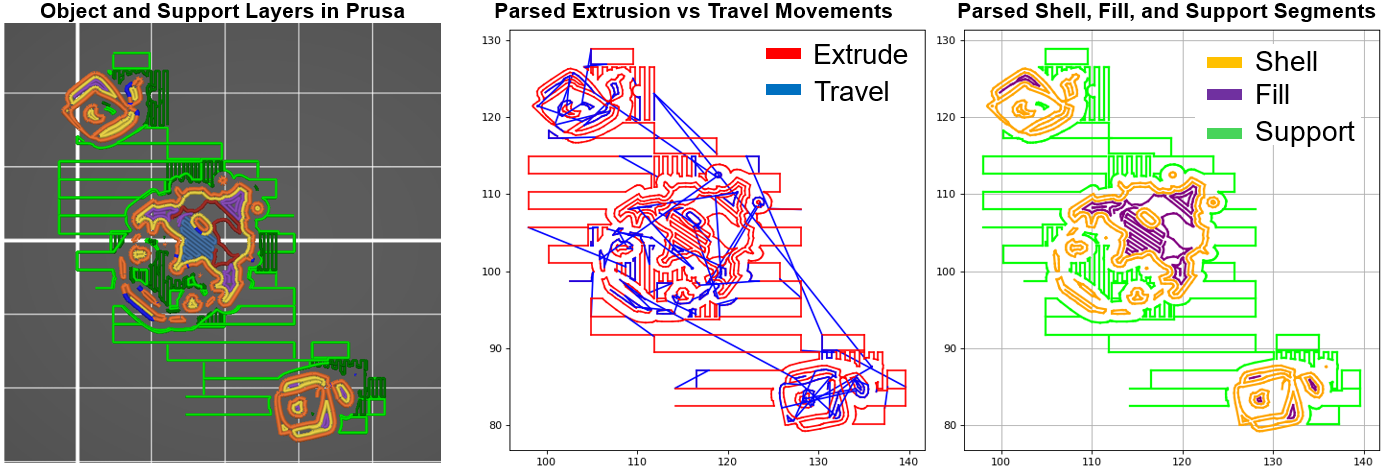 Object and Support Layers in Prusa
Parsed Extrusion vs Travel Movements
Extrude
Travel
130
120
110
100
90
80
100
110
120
130
140
Parsed Shell, Fill, and Support Segments
Shell
Fill
Support
130
120
110
100
90
80
100
110
120
130
140